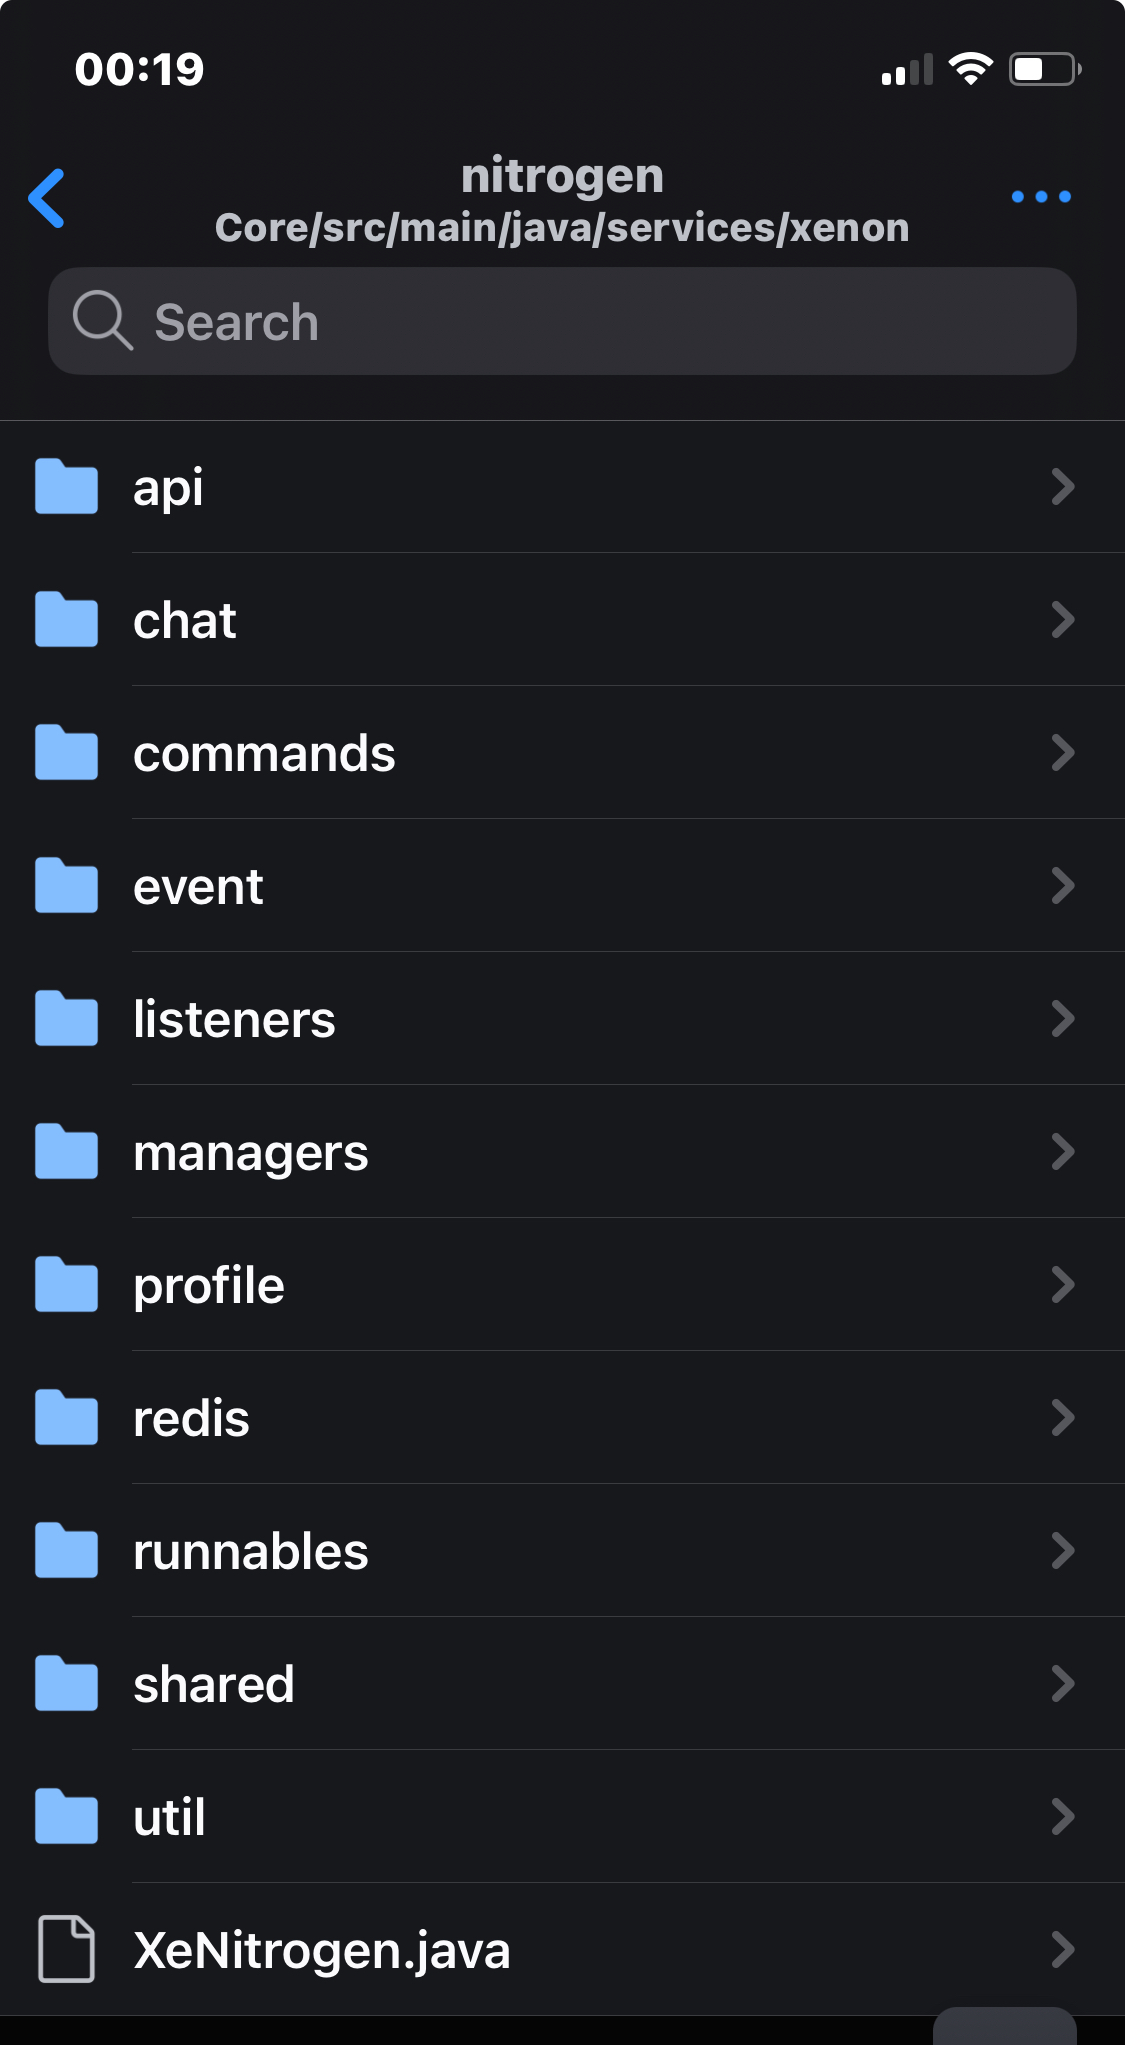 00:19
nitrogen
Core/src/main/java/services/xenon
Search
api
chat
commands
event
listeners
managers
profile
redis
runnables
shared
util
XeNitrogen.java